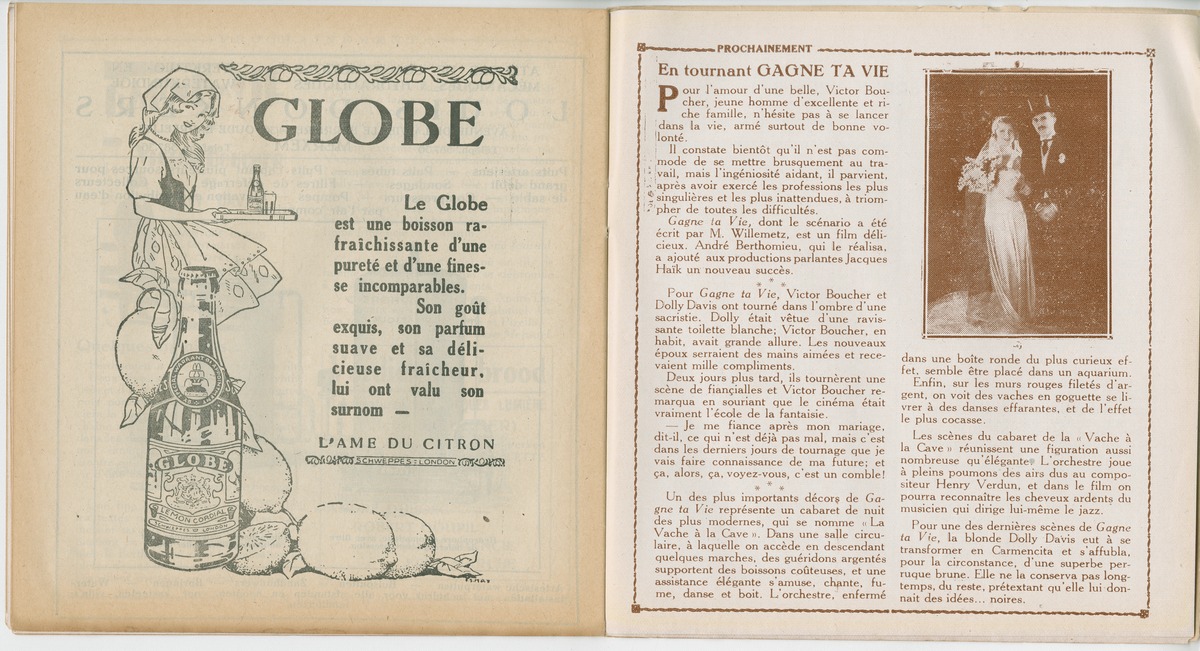 GLOBE
Le Globe
est une boisson ra-
fraîchissante d'une
pureté et d'une fines-
se incomparables.
Son goût
exquis, son parfum
suave et sa déli-
cieuse fraîcheur,
lui ont valu son
surnom —
L'AME DU CITRON
SCHWEPPES: LONDON
GLOBE
LEMON CORDIAL
SCHWEPPES LONDON
PROCHAINEMENT
En tournant GAGNE TA VIE
Pour l'amour d'une belle, Victor Bou-
cher, jeune homme d'excellente et ri-
che famille, n'hésite pas à se lancer
dans la vie, armé surtout de bonne vo-
lonté.
Il constate bientôt qu'il n'est pas com-
mode de se mettre brusquement au tra-
vail, mais l'ingéniosité aidant, il parvient,
après avoir exercé les professions les plus
singulières et les plus inattendues, à triom-
pher de toutes les difficultés.
Gagne ta Vie, dont le scénario a été
écrit par M. Willemetz, est un film déli-
cieux. André Berthomieu, qui le réalisa,
a ajouté aux productions parlantes Jacques
Haïk un nouveau succès.
* * *
Pour Gagne ta Vie, Victor Boucher et
Dolly Davis ont tourné dans l'ombre d'une
sacristie. Dolly était vêtue d'une ravis-
sante toilette blanche; Victor Boucher, en
habit, avait grande allure. Les nouveaux
époux serraient des mains aimées et rece-
vaient mille compliments.
Deux jours plus tard, ils tournèrent une
scène de fiançialles et Victor Boucher re-
marqua en souriant que le cinéma était
vraiment l'école de la fantaisie.
— Je me fiance après mon mariage,
dit-il, ce qui n'est déjà pas mal, mais c'est
dans les derniers jours de tournage que je
vais faire connaissance de ma future; et
ça, alors, ça, voyez-vous, c'est un comble!
* * *
Un des plus importants décors de Ga-
gne ta Vie représente un cabaret de nuit
des plus modernes, qui se nomme « La
Vache à la Cave ». Dans une salle circu-
laire, à laquelle on accède en descendant
quelques marches, des guéridons argentés
supportent des boissons coûteuses, et une
assistance élégante s'amuse, chante, fu-
me, danse et boit. L'orchestre, enfermé
dans une boîte ronde du plus curieux ef-
fet, semble être placé dans un aquarium.
Enfin, sur les murs rouges filetés d'ar-
gent, on voit des vaches en goguette se li-
vrer à des danses effarantes, et de l'effet
le plus cocasse.
Les scènes du cabaret de la « Vache à
la Cave » réunissent une figuration aussi
nombreuse qu'élégante. L'orchestre joue
à pleins poumons des airs dus au compo-
siteur Henry Verdun, et dans le film on
pourra reconnaître les cheveux ardents du
musicien qui dirige lui-même le jazz.
Pour une des dernières scènes de Gagne
ta Vie, la blonde Dolly Davis eut à se
transformer en Carmencita et s'affubla,
pour la circonstance, d'une superbe per-
ruque brune. Elle ne la conserva pas long-
temps, du reste, prétextant qu'elle lui don-
nait des idées... noires.